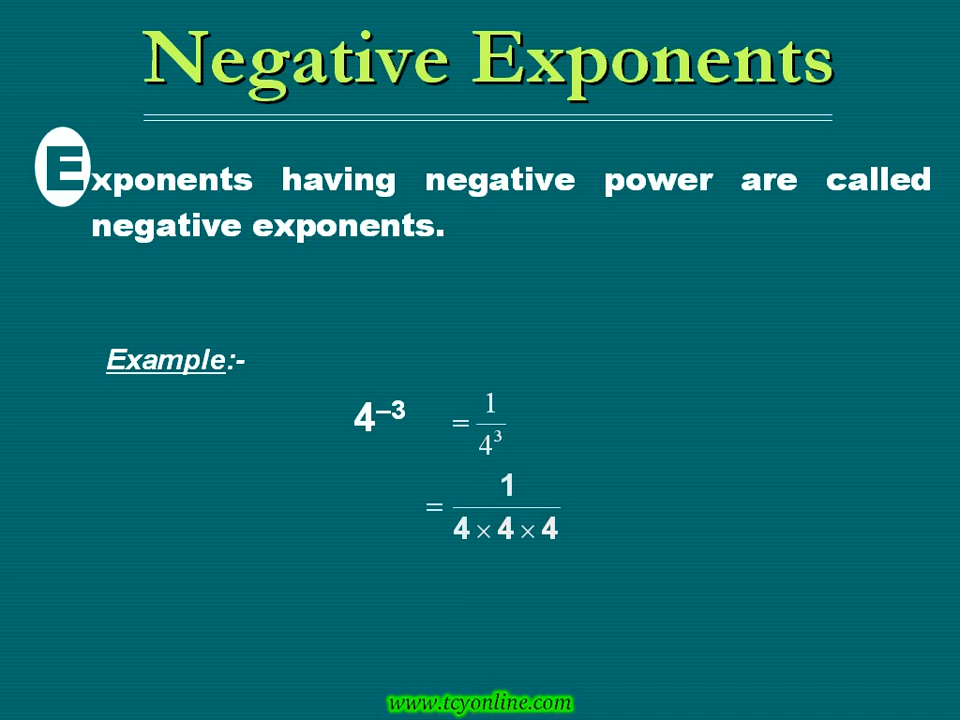 Negative Exponents
Exponents having negative power are called
negative exponents.
Example:-
4⁻³ = 1/4³
= 1/(4 × 4 × 4)
www.tcyonline.com